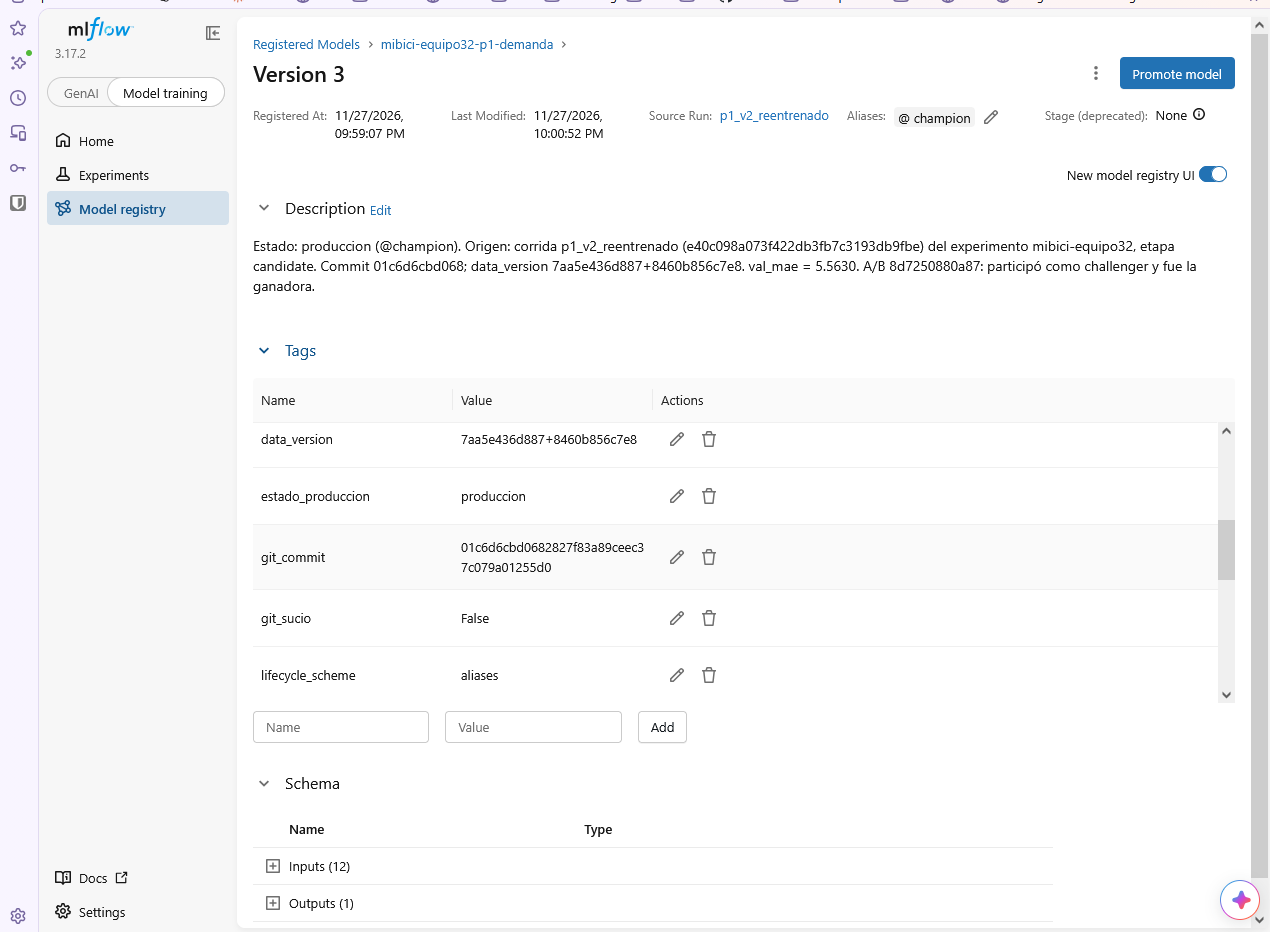 mlflow
3.17.2
GenAI
Model training
Home
Experiments
Model registry
Docs
Settings
Registered Models > mibici-equipo32-p1-demanda >
Version 3
Promote model
Registered At: 11/27/2026, 09:59:07 PM
Last Modified: 11/27/2026, 10:00:52 PM
Source Run: p1_v2_reentrenado
Aliases: @ champion
Stage (deprecated): None
New model registry UI
Description Edit
Estado: produccion (@champion). Origen: corrida p1_v2_reentrenado (e40c098a073f422db3fb7c3193db9fbe) del experimento mibici-equipo32, etapa
candidate. Commit 01c6d6cbd068; data_version 7aa5e436d887+8460b856c7e8. val_mae = 5.5630. A/B 8d7250880a87: participó como challenger y fue la
ganadora.
Tags
Name Value Actions
data_version 7aa5e436d887+8460b856c7e8
estado_produccion produccion
git_commit 01c6d6cbd0682827f83a89ceec3
7c079a01255d0
git_sucio False
lifecycle_scheme aliases
Name Value Add
Schema
Name Type
Inputs (12)
Outputs (1)